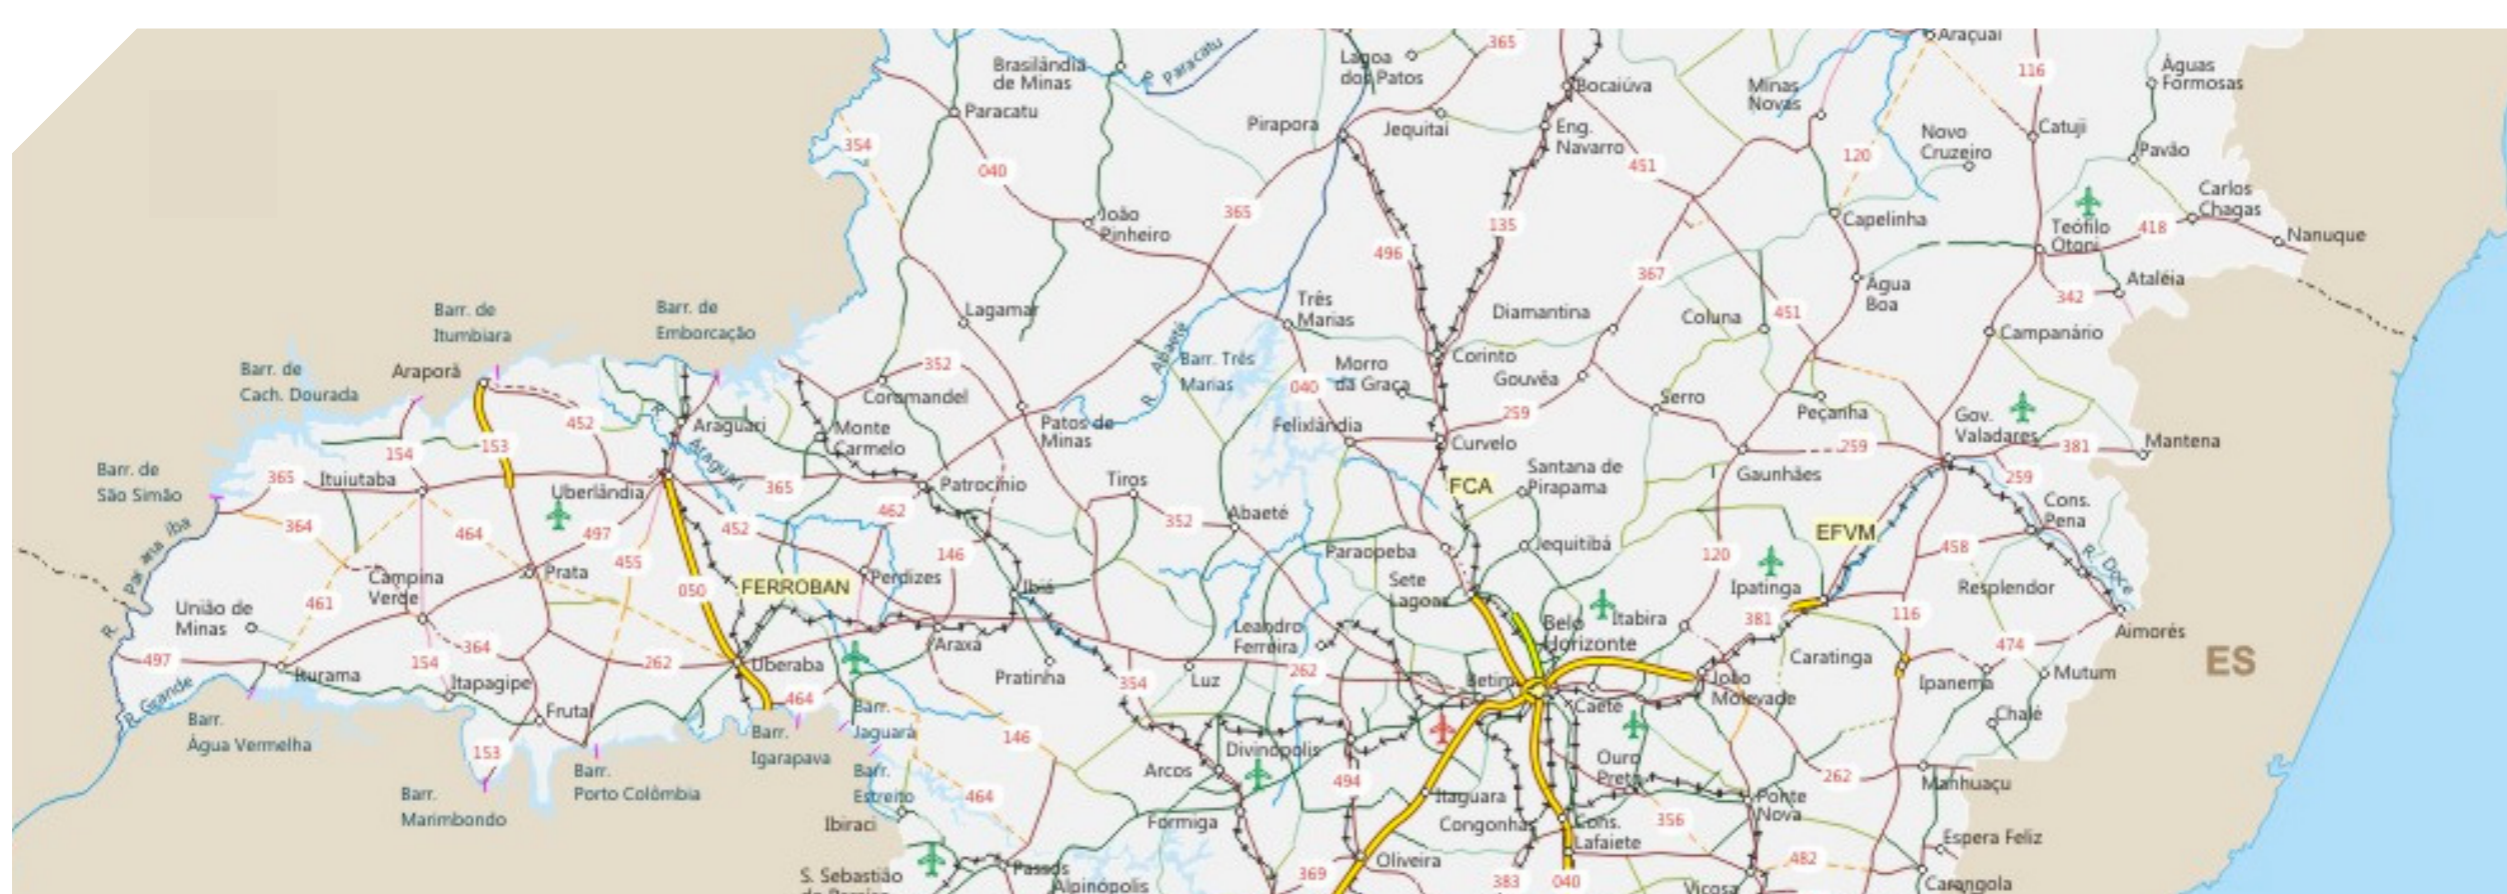 Araçuaí
365
Lagoa
dos Patos
R. Paracatu
Brasilândia
de Minas
116
Águas
Formosas
Bocaiúva
Minas
Novas
Paracatu
Pirapora
Jequitaí
Eng.
Navarro
Novo
Cruzeiro
Catuji
Pavão
354
040
451
120
Carlos
Chagas
João
Pinheiro
365
135
Capelinha
Teófilo
Otoni
418
Nanuque
496
367
Água
Boa
Ataléia
342
Barr. de
Itumbiara
Barr. de
Emborcação
Lagamar
Três
Marias
Diamantina
Coluna
451
Campanário
Barr. de
Cach. Dourada
Araporã
352
R. Abaeté
Barr. Três
Marias
Morro
da Graça
Corinto
Gouvêa
040
Coromandel
Serro
Peçanha
452
R. Araguari
Araguari
Monte
Carmelo
Patos de
Minas
Felixlândia
259
Curvelo
Gov.
Valadares
381
Mantena
153
154
259
Barr. de
São Simão
365
Ituiutaba
Uberlândia
365
Patrocínio
Tiros
FCA
Santana de
Pirapama
Guanhães
259
Cons.
Pena
364
464
497
452
462
352
Abaeté
EFVM
R. Paranaíba
455
146
Paraopeba
Jequitibá
120
458
R. Doce
Campina
Verde
Prata
050
FERROBAN
Perdizes
Ibiá
Sete
Lagoas
Ipatinga
Resplendor
União de
Minas
461
Leandro
Ferreira
Belo
Horizonte
Itabira
381
116
Aimorés
R.
497
364
154
262
Uberaba
Araxá
262
Caratinga
474
ES
Iturama
Itapagipe
Pratinha
354
Luz
Betim
João
Molevade
Ipanema
Mutum
R. Grande
Frutal
464
Caeté
Chalé
Barr.
Água Vermelha
Barr.
Igarapava
Barr.
Jaguara
146
Divinópolis
153
Barr.
Porto Colômbia
Barr.
Estreito
Arcos
494
Ouro
Preto
262
Manhuaçu
Barr.
Marimbondo
464
Itaguara
Ponte
Nova
Ibiraci
Formiga
Congonhas
Cons.
Lafaiete
356
Espera Feliz
Passos
Oliveira
482
S. Sebastião
369
383
040
Alpinópolis
Viçosa
Carangola